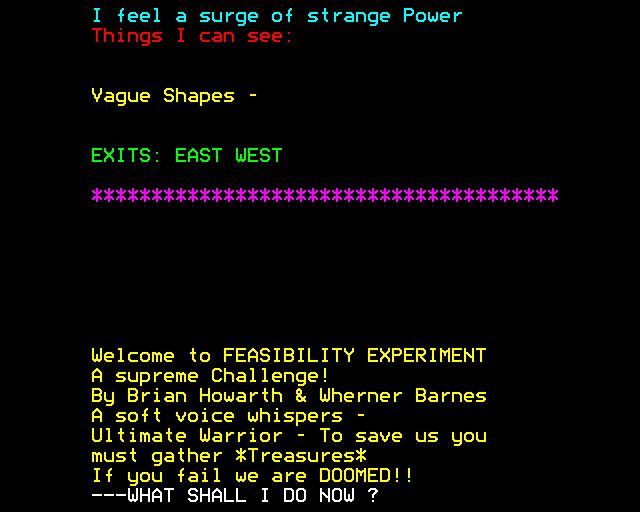 I feel a surge of strange Power
Things I can see:
Vague Shapes -
EXITS: EAST WEST
***************************************
Welcome to FEASIBILITY EXPERIMENT
A supreme Challenge!
By Brian Howarth & Wherner Barnes
A soft voice whispers -
Ultimate Warrior - To save us you
must gather *Treasures*
If you fail we are DOOMED!!
---WHAT SHALL I DO NOW ?